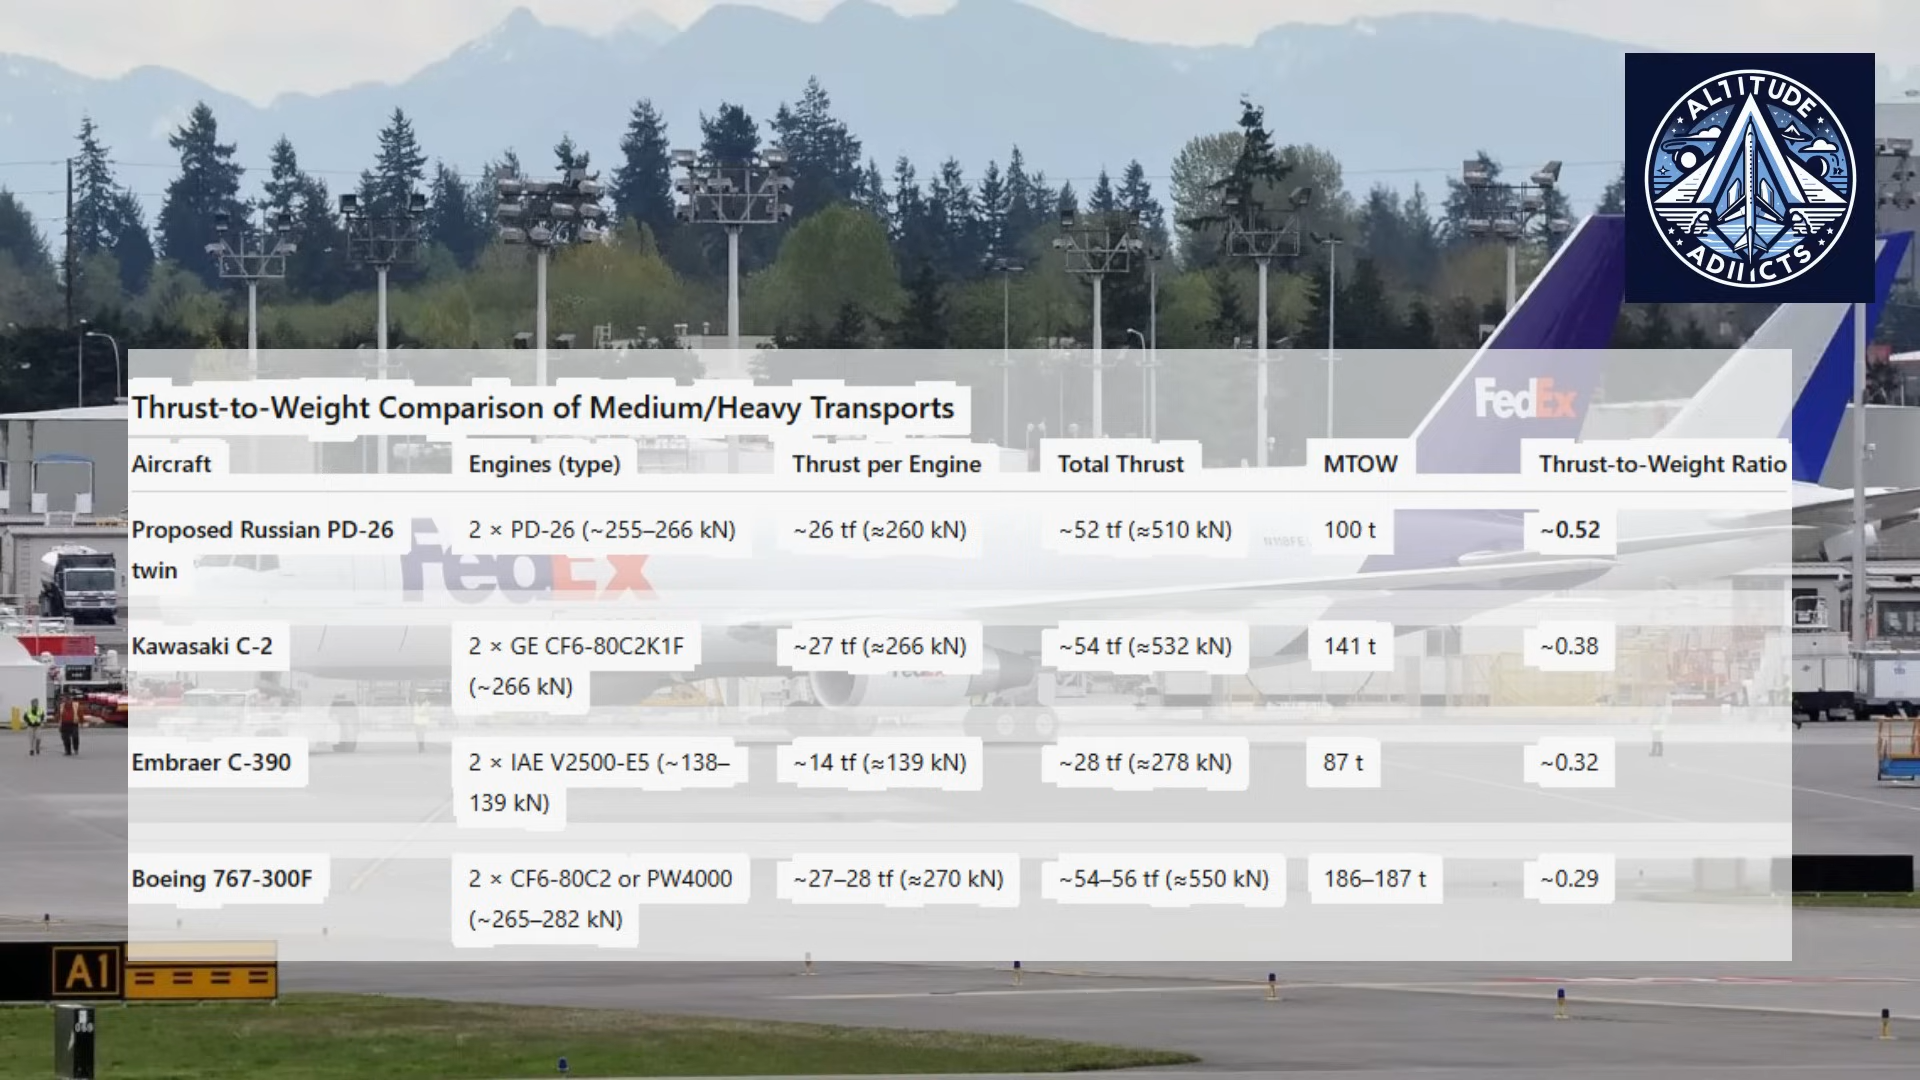 ALTITUDE
ADIICTS
FedEx
Thrust-to-Weight Comparison of Medium/Heavy Transports
Aircraft Engines (type) Thrust per Engine Total Thrust MTOW Thrust-to-Weight Ratio
Proposed Russian PD-26 2 × PD-26 (~255–266 kN) ~26 tf (≈260 kN) ~52 tf (≈510 kN) 100 t ~0.52
twin
FedEx
Kawasaki C-2 2 × GE CF6-80C2K1F ~27 tf (≈266 kN) ~54 tf (≈532 kN) 141 t ~0.38
(~266 kN)
FedEx
Embraer C-390 2 × IAE V2500-E5 (~138– ~14 tf (≈139 kN) ~28 tf (≈278 kN) 87 t ~0.32
139 kN)
Boeing 767-300F 2 × CF6-80C2 or PW4000 ~27–28 tf (≈270 kN) ~54–56 tf (≈550 kN) 186–187 t ~0.29
(~265–282 kN)
A1